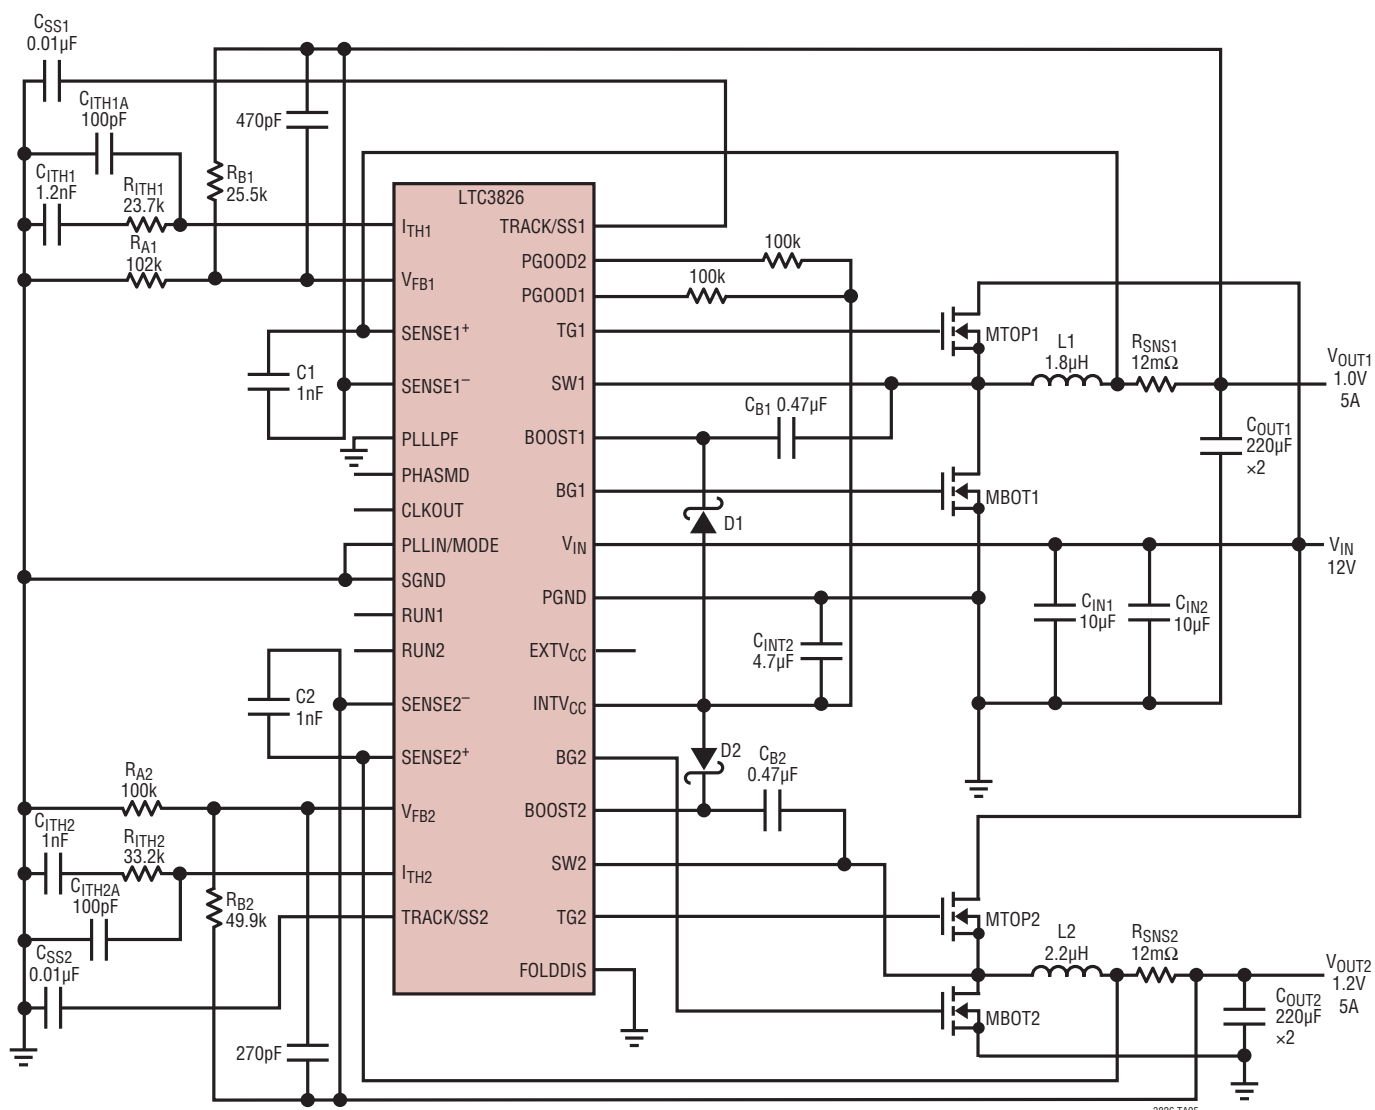 CSS1
0.01µF
CITH1A
100pF
470pF
CITH1
1.2nF
RITH1
23.7k
RB1
25.5k
RA1
102k
LTC3826
ITH1
TRACK/SS1
PGOOD2
100k
VFB1
PGOOD1
100k
SENSE1+
TG1
MTOP1
C1
1nF
SENSE1–
SW1
L1
1.8µH
RSNS1
12mΩ
VOUT1
1.0V
5A
CB1 0.47µF
PLLLPF
BOOST1
COUT1
220µF
×2
PHASMD
BG1
MBOT1
CLKOUT
D1
PLLIN/MODE
VIN
VIN
12V
SGND
PGND
CIN1
10µF
CIN2
10µF
RUN1
CINT2
4.7µF
RUN2
EXTVCC
C2
1nF
SENSE2–
INTVCC
SENSE2+
BG2
D2
CB2
0.47µF
RA2
100k
VFB2
BOOST2
CITH2
1nF
RITH2
33.2k
ITH2
SW2
CITH2A
100pF
RB2
49.9k
TRACK/SS2
TG2
MTOP2
CSS2
0.01µF
FOLDDIS
L2
2.2µH
RSNS2
12mΩ
VOUT2
1.2V
5A
MBOT2
COUT2
220µF
×2
270pF